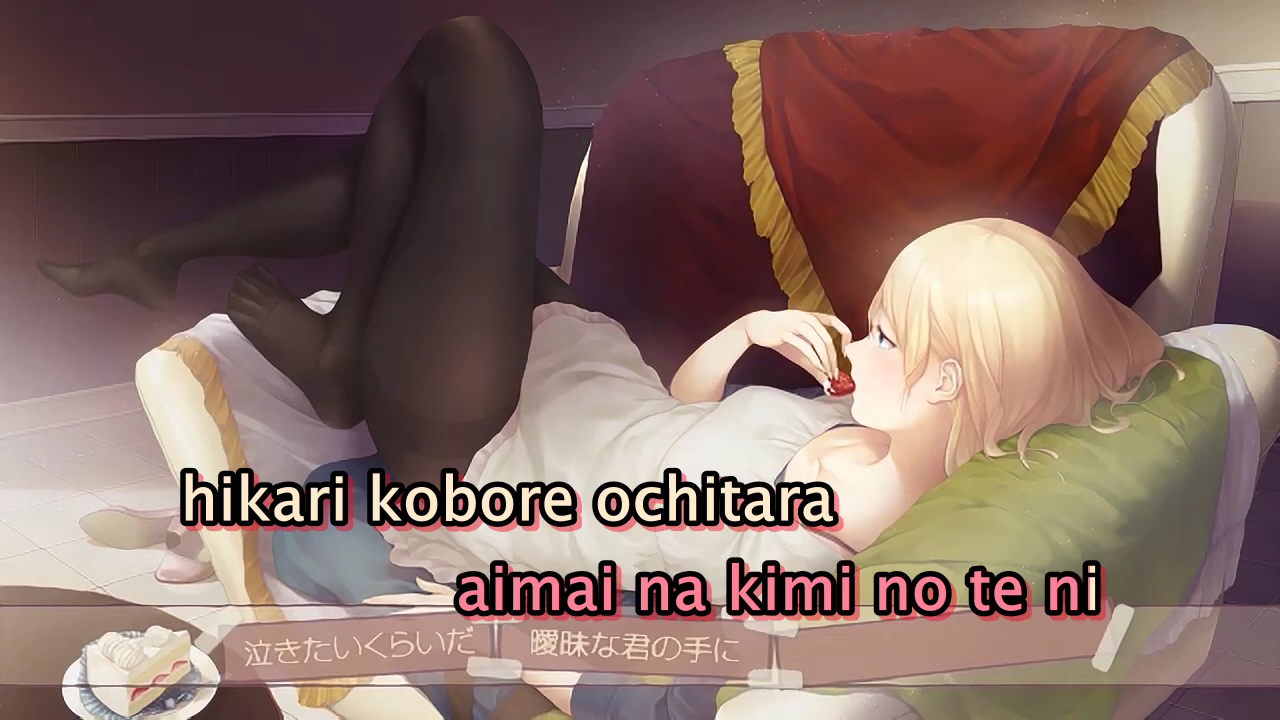 hikari kobore ochitara
aimai na kimi no te ni
泣きたいくらいだ 曖昧な君の手に